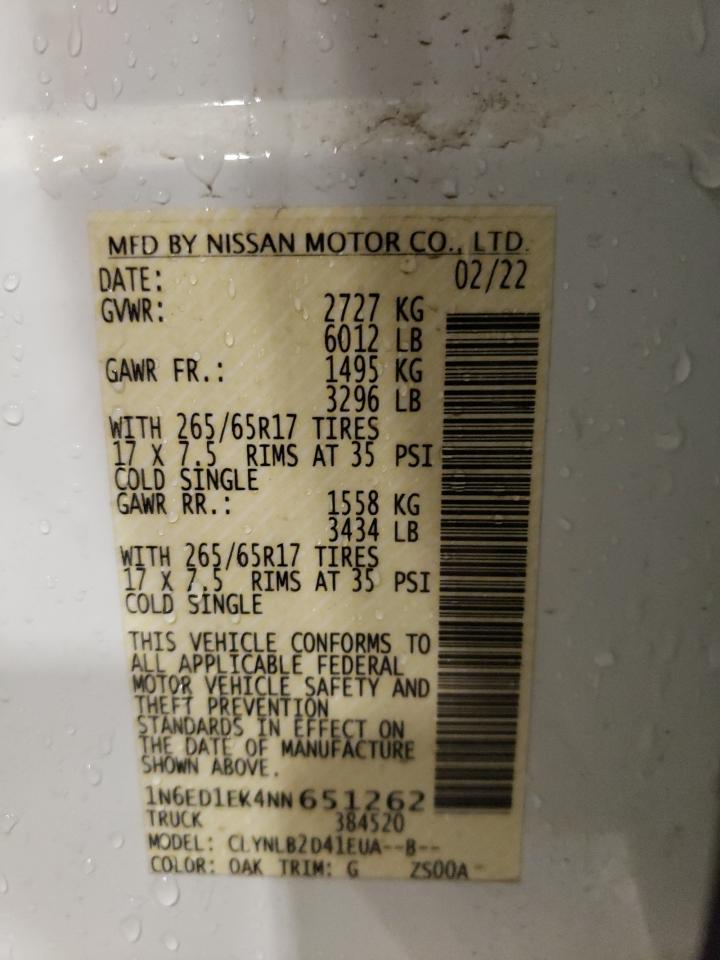 MFD BY NISSAN MOTOR CO., LTD.
DATE: 02/22
GVWR: 2727 KG
6012 LB
GAWR FR.: 1495 KG
3296 LB
WITH 265/65R17 TIRES
17 X 7.5 RIMS AT 35 PSI
COLD SINGLE
GAWR RR.: 1558 KG
3434 LB
WITH 265/65R17 TIRES
17 X 7.5 RIMS AT 35 PSI
COLD SINGLE
THIS VEHICLE CONFORMS TO
ALL APPLICABLE FEDERAL
MOTOR VEHICLE SAFETY AND
THEFT PREVENTION
STANDARDS IN EFFECT ON
THE DATE OF MANUFACTURE
SHOWN ABOVE.
1N6ED1EK4NN651262
TRUCK 384520
MODEL: CLYNLB2D41EUA--B--
COLOR: QAK TRIM: G ZS00A-